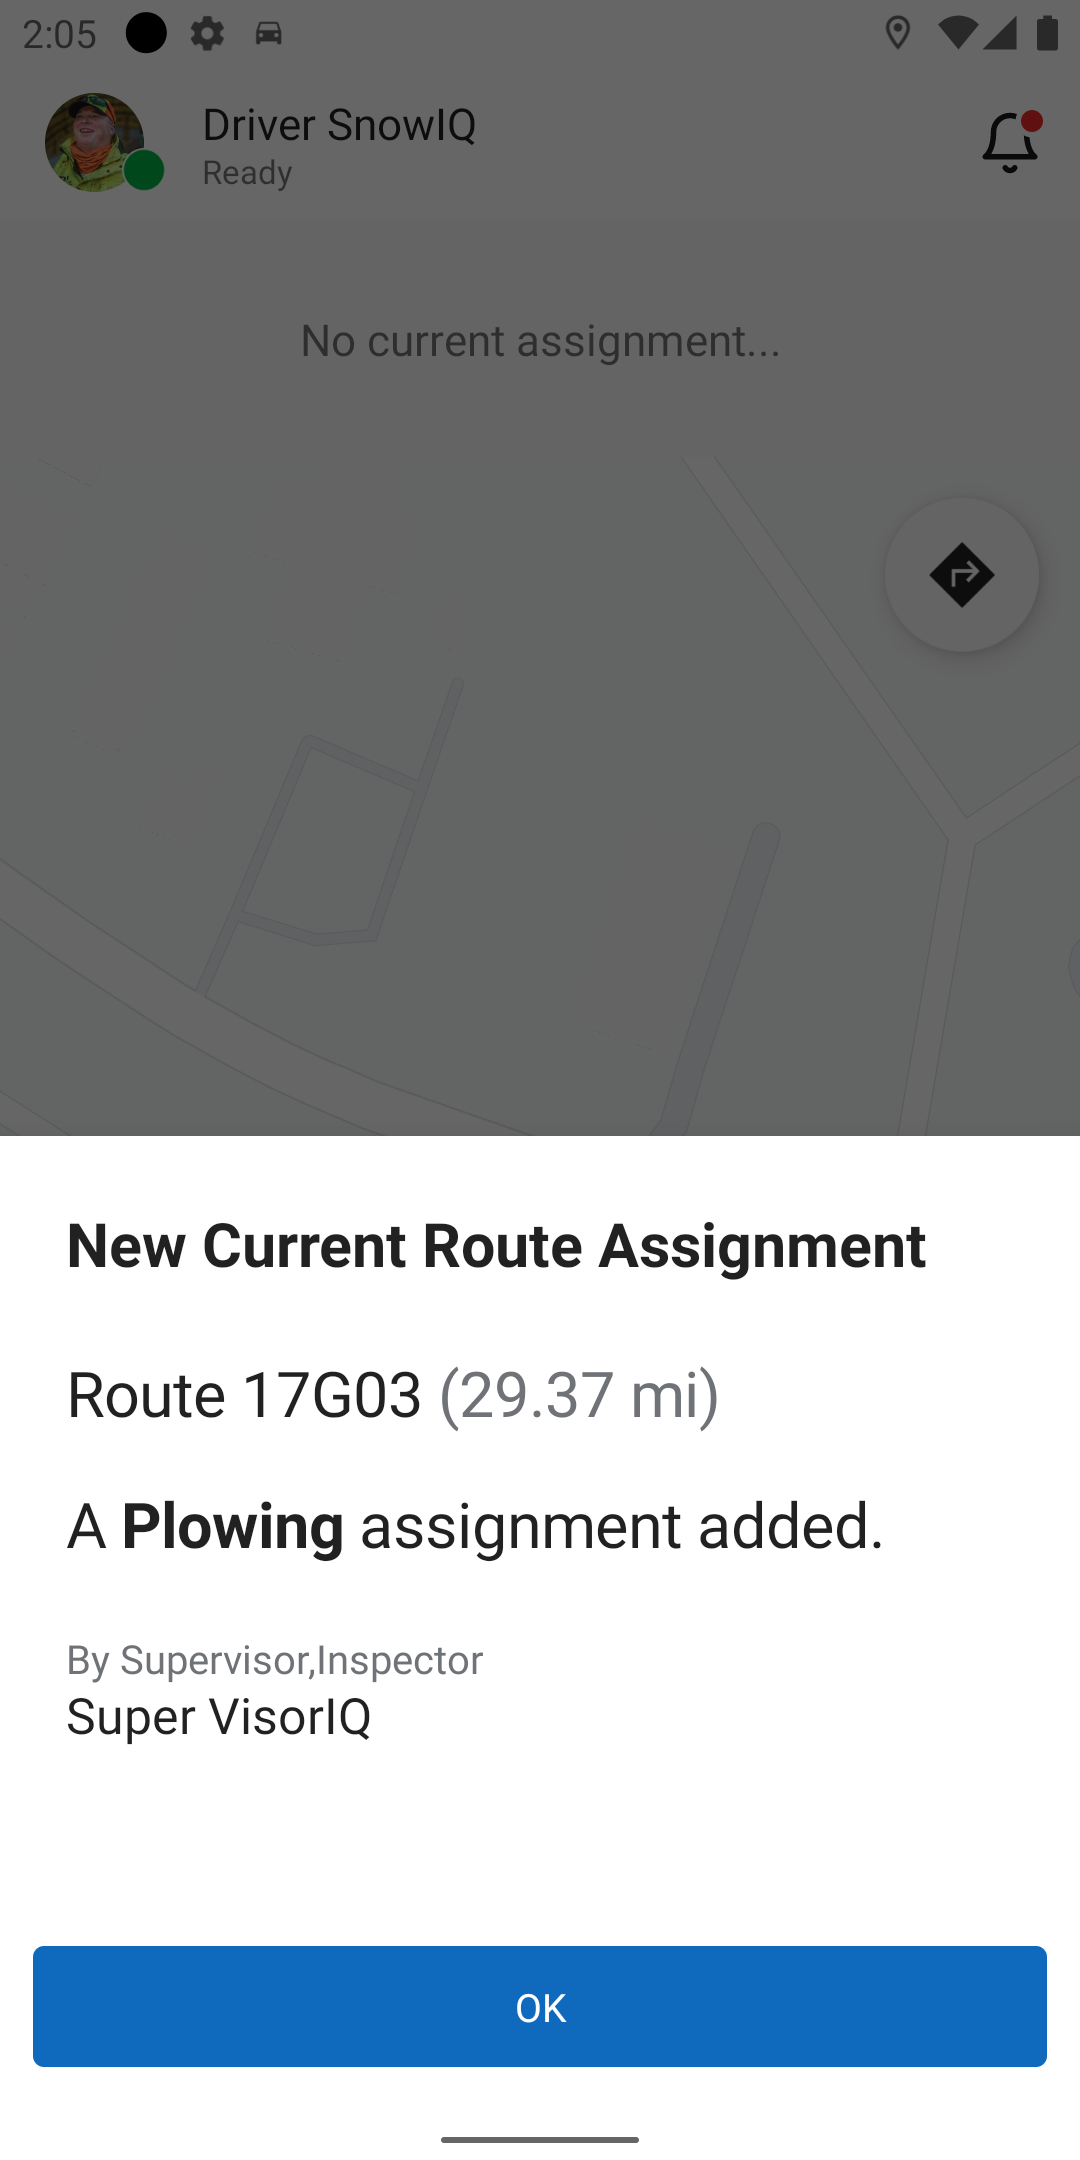 2:05
Driver SnowIQ
Ready
No current assignment...
New Current Route Assignment
Route 17G03 (29.37 mi)
A Plowing assignment added.
By Supervisor,Inspector
Super VisorIQ
OK